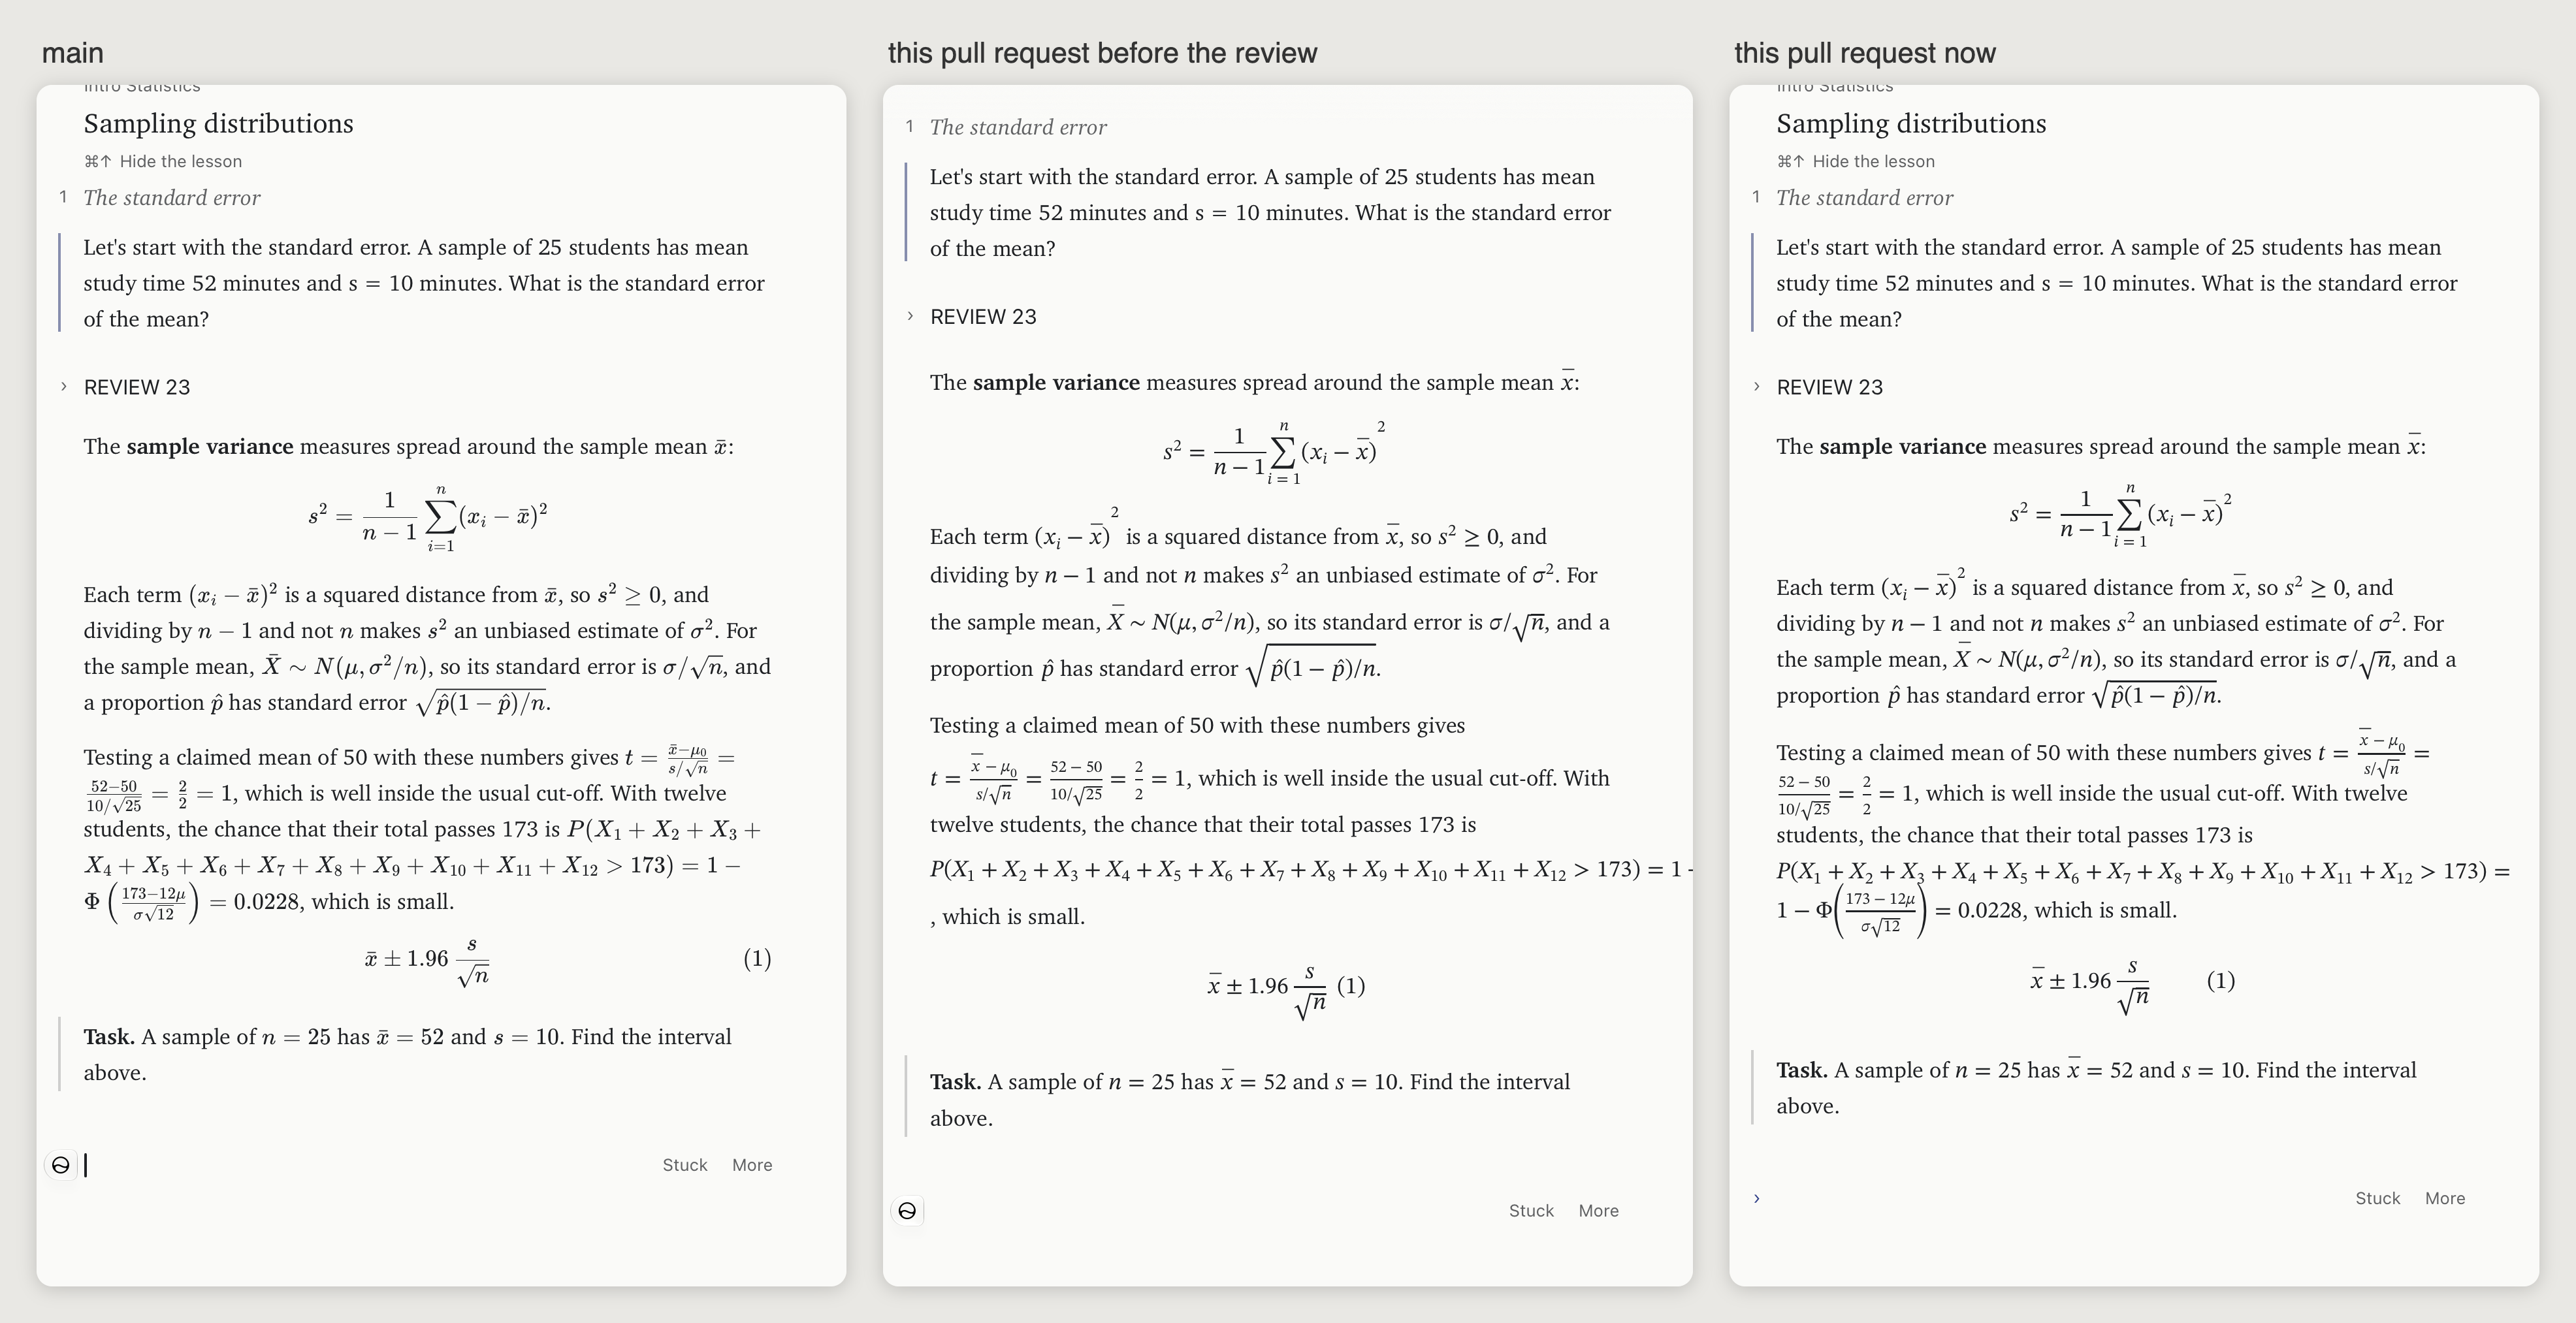 main
Intro Statistics
Sampling distributions
⌘↑ Hide the lesson
1 The standard error
Let's start with the standard error. A sample of 25 students has mean
study time 52 minutes and s = 10 minutes. What is the standard error
of the mean?
› REVIEW 23
The sample variance measures spread around the sample mean x̄:
s² = 1/(n − 1) ∑_{i=1}^{n} (xᵢ − x̄)²
Each term (xᵢ − x̄)² is a squared distance from x̄, so s² ≥ 0, and
dividing by n − 1 and not n makes s² an unbiased estimate of σ². For
the sample mean, X̄ ∼ N(μ, σ²/n), so its standard error is σ/√n, and
a proportion p̂ has standard error √(p̂(1 − p̂)/n).
Testing a claimed mean of 50 with these numbers gives t = (x̄−μ₀)/(s/√n) =
(52−50)/(10/√25) = 2/2 = 1, which is well inside the usual cut-off. With twelve
students, the chance that their total passes 173 is P(X₁ + X₂ + X₃ +
X₄ + X₅ + X₆ + X₇ + X₈ + X₉ + X₁₀ + X₁₁ + X₁₂ > 173) = 1 −
Φ((173−12μ)/(σ√12)) = 0.0228, which is small.
x̄ ± 1.96 s/√n (1)
Task. A sample of n = 25 has x̄ = 52 and s = 10. Find the interval
above.
Stuck More
this pull request before the review
1 The standard error
Let's start with the standard error. A sample of 25 students has mean
study time 52 minutes and s = 10 minutes. What is the standard error
of the mean?
› REVIEW 23
The sample variance measures spread around the sample mean x̄:
s² = 1/(n − 1) ∑_{i = 1}^{n} (xᵢ − x̄)²
Each term (xᵢ − x̄)² is a squared distance from x̄, so s² ≥ 0, and
dividing by n − 1 and not n makes s² an unbiased estimate of σ². For
the sample mean, X̄ ∼ N(μ, σ²/n), so its standard error is σ/√n, and a
proportion p̂ has standard error √(p̂(1 − p̂)/n).
Testing a claimed mean of 50 with these numbers gives
t = (x̄ − μ₀)/(s/√n) = (52 − 50)/(10/√25) = 2/2 = 1, which is well inside the usual cut-off. With
twelve students, the chance that their total passes 173 is
P(X₁ + X₂ + X₃ + X₄ + X₅ + X₆ + X₇ + X₈ + X₉ + X₁₀ + X₁₁ + X₁₂ > 173) = 1 -
, which is small.
x̄ ± 1.96 s/√n (1)
Task. A sample of n = 25 has x̄ = 52 and s = 10. Find the interval
above.
Stuck More
this pull request now
Intro Statistics
Sampling distributions
⌘↑ Hide the lesson
1 The standard error
Let's start with the standard error. A sample of 25 students has mean
study time 52 minutes and s = 10 minutes. What is the standard error
of the mean?
› REVIEW 23
The sample variance measures spread around the sample mean x̄:
s² = 1/(n − 1) ∑_{i = 1}^{n} (xᵢ − x̄)²
Each term (xᵢ − x̄)² is a squared distance from x̄, so s² ≥ 0, and
dividing by n − 1 and not n makes s² an unbiased estimate of σ². For
the sample mean, X̄ ∼ N(μ, σ²/n), so its standard error is σ/√n, and a
proportion p̂ has standard error √(p̂(1 − p̂)/n).
Testing a claimed mean of 50 with these numbers gives t = (x̄ − μ₀)/(s/√n) =
(52 − 50)/(10/√25) = 2/2 = 1, which is well inside the usual cut-off. With twelve
students, the chance that their total passes 173 is
P(X₁ + X₂ + X₃ + X₄ + X₅ + X₆ + X₇ + X₈ + X₉ + X₁₀ + X₁₁ + X₁₂ > 173) =
1 − Φ((173 − 12μ)/(σ√12)) = 0.0228, which is small.
x̄ ± 1.96 s/√n (1)
Task. A sample of n = 25 has x̄ = 52 and s = 10. Find the interval
above.
› Stuck More